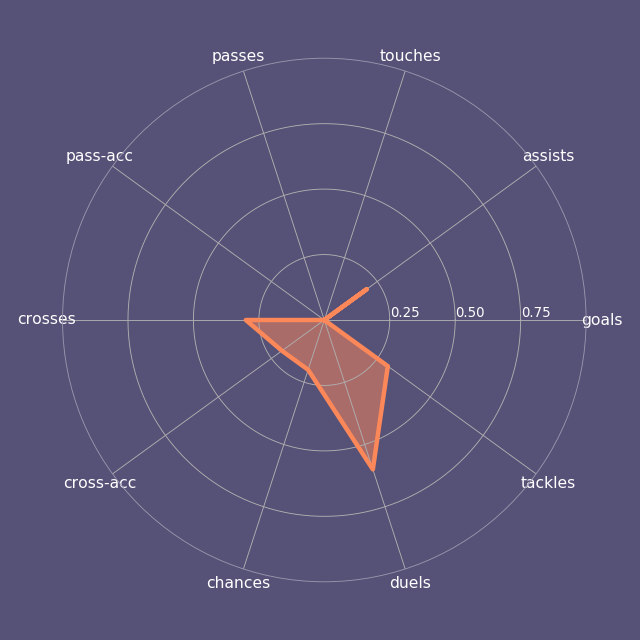 passes
touches
pass-acc
assists
crosses
0.25
0.50
0.75
goals
cross-acc
tackles
chances
duels